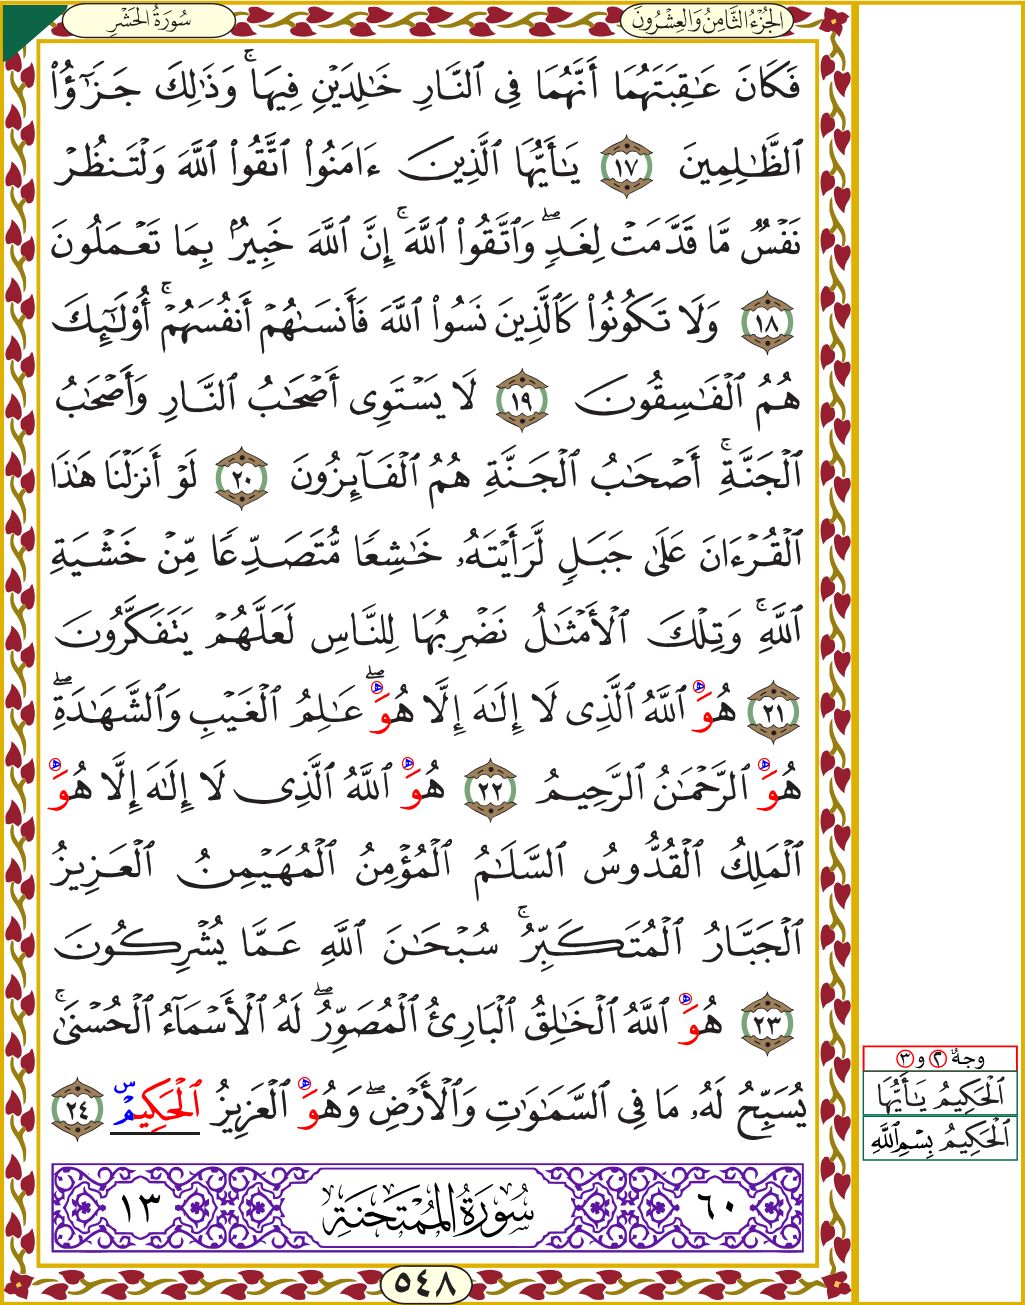 سُورَةُ الحَشْرِ
الجُزْءُ الثَّامِنُ وَالعِشْرُونَ
فَكَانَ عَٰقِبَتَهُمَآ أَنَّهُمَا فِى ٱلنَّارِ خَٰلِدَيْنِ فِيهَا ۚ وَذَٰلِكَ جَزَٰٓؤُا۟
ٱلظَّٰلِمِينَ ١٧ يَٰٓأَيُّهَا ٱلَّذِينَ ءَامَنُوا۟ ٱتَّقُوا۟ ٱللَّهَ وَلْتَنظُرْ
نَفْسٌ مَّا قَدَّمَتْ لِغَدٍ ۖ وَٱتَّقُوا۟ ٱللَّهَ ۚ إِنَّ ٱللَّهَ خَبِيرٌۢ بِمَا تَعْمَلُونَ
١٨ وَلَا تَكُونُوا۟ كَٱلَّذِينَ نَسُوا۟ ٱللَّهَ فَأَنسَىٰهُمْ أَنفُسَهُمْ ۚ أُو۟لَٰٓئِكَ
هُمُ ٱلْفَٰسِقُونَ ١٩ لَا يَسْتَوِىٓ أَصْحَٰبُ ٱلنَّارِ وَأَصْحَٰبُ
ٱلْجَنَّةِ ۚ أَصْحَٰبُ ٱلْجَنَّةِ هُمُ ٱلْفَآئِزُونَ ٢٠ لَوْ أَنزَلْنَا هَٰذَا
ٱلْقُرْءَانَ عَلَىٰ جَبَلٍ لَّرَأَيْتَهُۥ خَٰشِعًا مُّتَصَدِّعًا مِّنْ خَشْيَةِ
ٱللَّهِ ۚ وَتِلْكَ ٱلْأَمْثَٰلُ نَضْرِبُهَا لِلنَّاسِ لَعَلَّهُمْ يَتَفَكَّرُونَ
٢١ هُوَ ٱللَّهُ ٱلَّذِى لَآ إِلَٰهَ إِلَّا هُوَ ۖ عَٰلِمُ ٱلْغَيْبِ وَٱلشَّهَٰدَةِ ۖ
هُوَ ٱلرَّحْمَٰنُ ٱلرَّحِيمُ ٢٢ هُوَ ٱللَّهُ ٱلَّذِى لَآ إِلَٰهَ إِلَّا هُوَ
ٱلْمَلِكُ ٱلْقُدُّوسُ ٱلسَّلَٰمُ ٱلْمُؤْمِنُ ٱلْمُهَيْمِنُ ٱلْعَزِيزُ
ٱلْجَبَّارُ ٱلْمُتَكَبِّرُ ۚ سُبْحَٰنَ ٱللَّهِ عَمَّا يُشْرِكُونَ
٢٣ هُوَ ٱللَّهُ ٱلْخَٰلِقُ ٱلْبَارِئُ ٱلْمُصَوِّرُ ۖ لَهُ ٱلْأَسْمَآءُ ٱلْحُسْنَىٰ ۚ
يُسَبِّحُ لَهُۥ مَا فِى ٱلسَّمَٰوَٰتِ وَٱلْأَرْضِ ۖ وَهُوَ ٱلْعَزِيزُ ٱلْحَكِيمُ ٢٤
٦٠ سُورَةُ المُمْتَحَنَةِ ١٣
٥٤٨
وجهُ ٢ و ٣
ٱلْحَكِيمُ يَٰٓأَيُّهَا
ٱلْحَكِيمُ بِسْمِ ٱللَّهِ